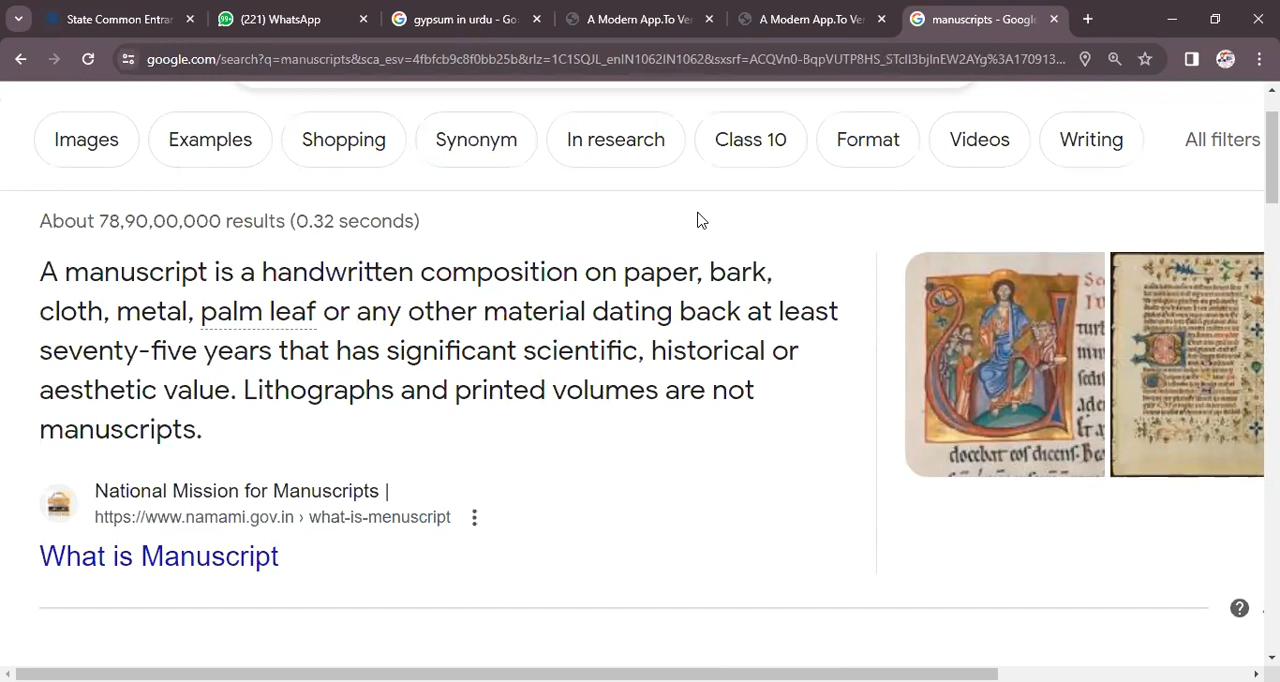 State Common Entran
(221) WhatsApp
gypsum in urdu - Go
A Modern App.To Ve
A Modern App.To Ve
manuscripts - Google
google.com/search?q=manuscripts&sca_esv=4fbfcb9c8f0bb25b&rlz=1C1SQJL_enIN1062IN1062&sxsrf=ACQVn0-BqpVUTP8HS_STclI3bjlnEW2AYg%3A170913...
Images
Examples
Shopping
Synonym
In research
Class 10
Format
Videos
Writing
All filters
About 78,90,00,000 results (0.32 seconds)
A manuscript is a handwritten composition on paper, bark,
cloth, metal, palm leaf or any other material dating back at least
seventy-five years that has significant scientific, historical or
aesthetic value. Lithographs and printed volumes are not
manuscripts.
National Mission for Manuscripts |
https://www.namami.gov.in › what-is-menuscript
What is Manuscript